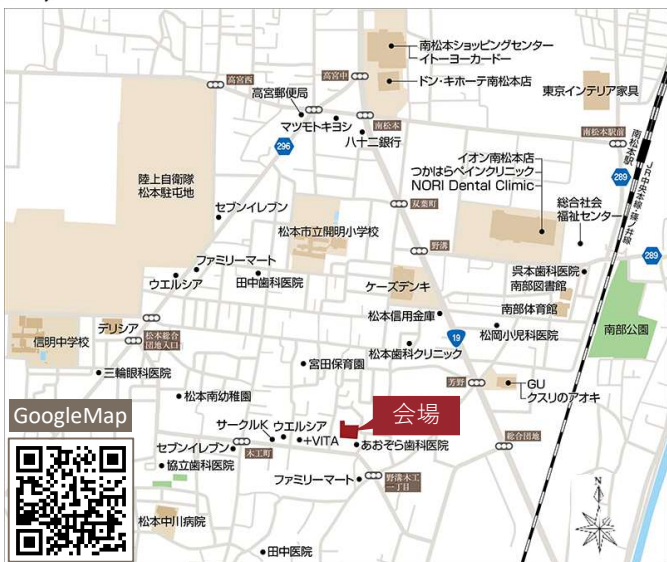 南松本ショッピングセンター
イトーヨーカードー
ドン・キホーテ南松本店
高宮西
高宮中
高宮郵便局
東京インテリア家具
マツモトキヨシ
南松本
八十二銀行
南松本駅前
南松本駅
JR中央本線・篠ノ井線
296
陸上自衛隊
松本駐屯地
イオン南松本店
つかはらペインクリニック
NORI Dental Climic
289
セブンイレブン
双葉町
総合社会
福祉センター
松本市立開明小学校
野溝
289
ファミリーマート
ウエルシア
田中歯科医院
ケーズデンキ
呉本歯科医院
南部図書館
松本信用金庫
南部体育館
デリシア
松本総合
団地入口
信明中学校
19
松岡小児科医院
南部公園
松本歯科クリニック
三輪眼科医院
宮田保育園
芳野
GU
クスリのアオキ
松本南幼稚園
GoogleMap
会場
サークルK
ウエルシア
+VITA
あおぞら歯科医院
総合団地
セブンイレブン
木工町
協立歯科医院
ファミリーマート
野溝木工
一丁目
松本中川病院
N
田中医院